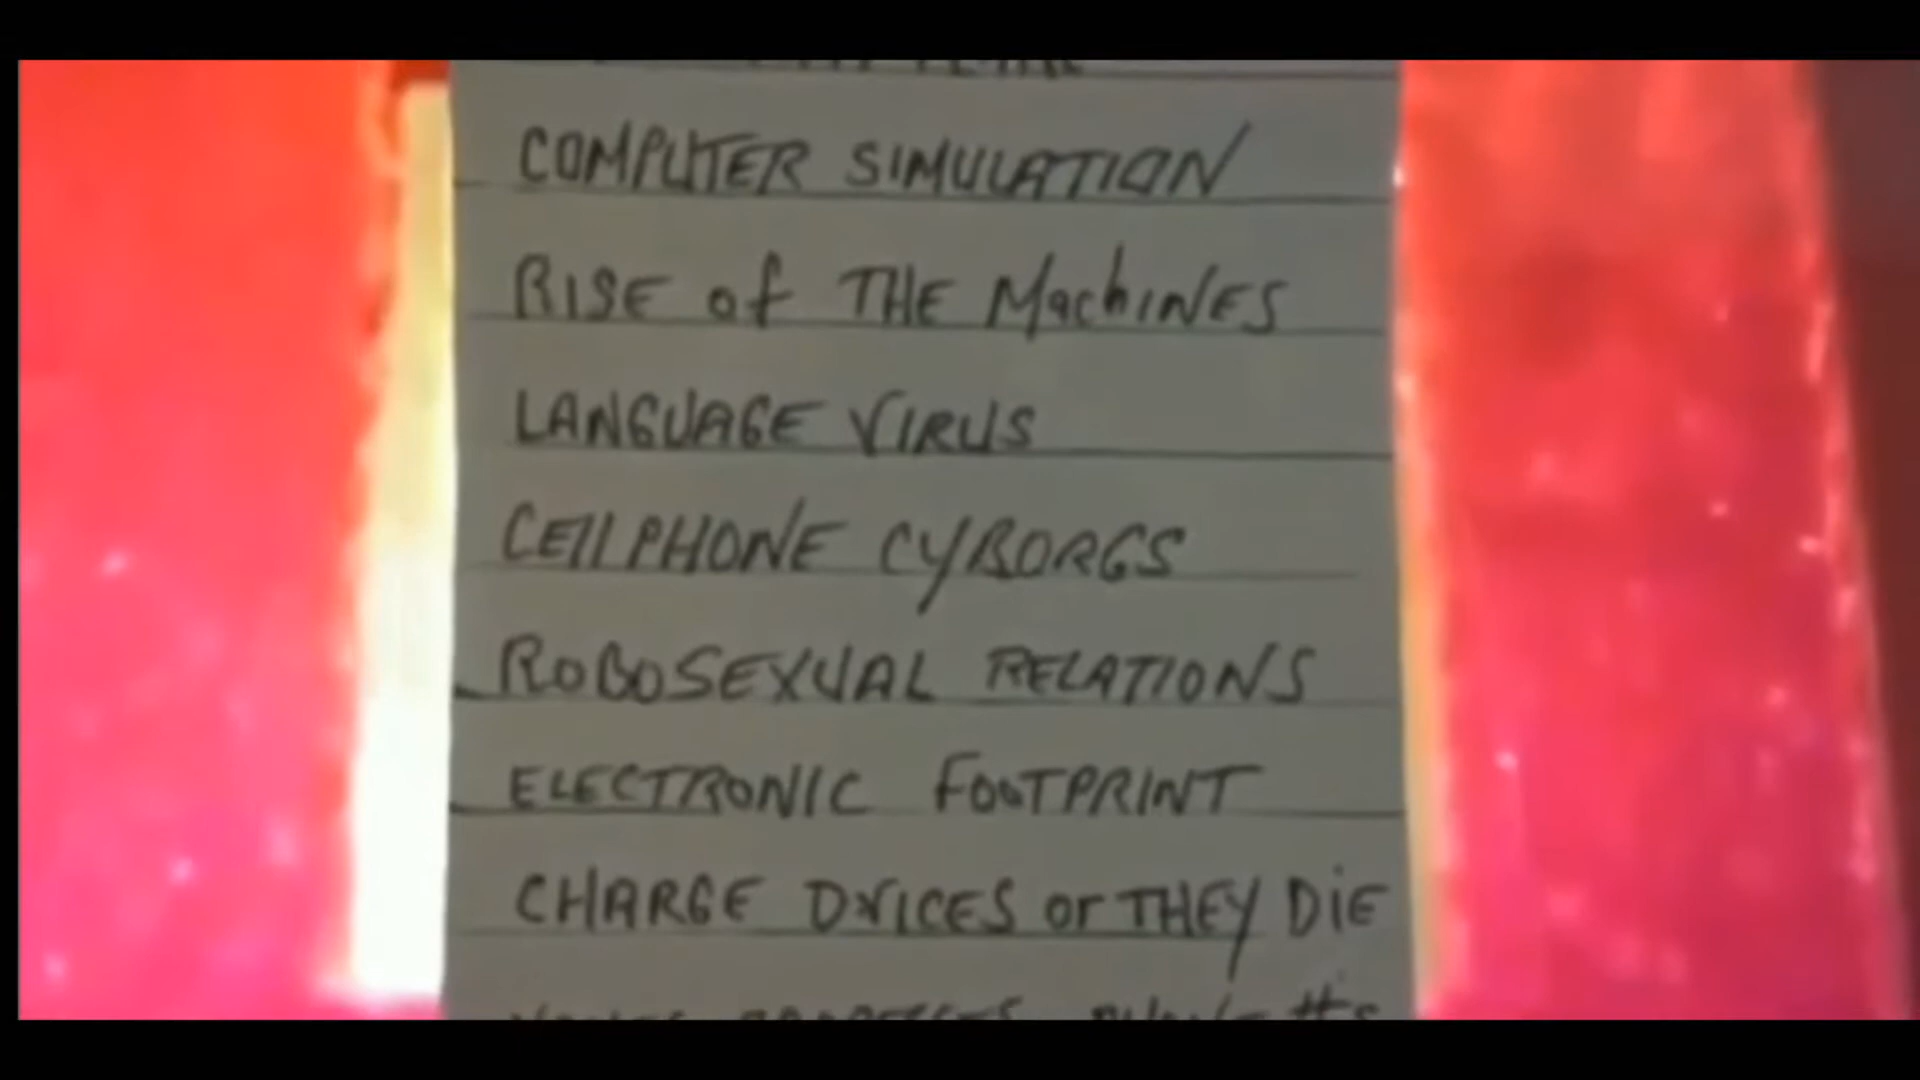 COMPUTER SIMULATION
RISE of THE MachINES
LANGUAGE VIRUS
CEllPHONE CYBORGS
ROBOSEXUAL RELATIONS
ELECTRONIC FOOTPRINT
CHARGE DVICES or THEY DiE
#s